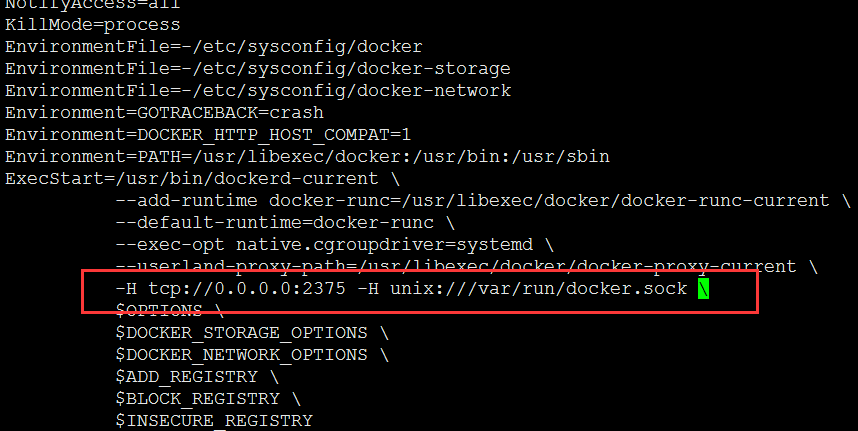 NotifyAccess=all
KillMode=process
EnvironmentFile=-/etc/sysconfig/docker
EnvironmentFile=-/etc/sysconfig/docker-storage
EnvironmentFile=-/etc/sysconfig/docker-network
Environment=GOTRACEBACK=crash
Environment=DOCKER_HTTP_HOST_COMPAT=1
Environment=PATH=/usr/libexec/docker:/usr/bin:/usr/sbin
ExecStart=/usr/bin/dockerd-current \
--add-runtime docker-runc=/usr/libexec/docker/docker-runc-current \
--default-runtime=docker-runc \
--exec-opt native.cgroupdriver=systemd \
--userland-proxy-path=/usr/libexec/docker/docker-proxy-current \
-H tcp://0.0.0.0:2375 -H unix:///var/run/docker.sock \
$OPTIONS \
$DOCKER_STORAGE_OPTIONS \
$DOCKER_NETWORK_OPTIONS \
$ADD_REGISTRY \
$BLOCK_REGISTRY \
$INSECURE_REGISTRY